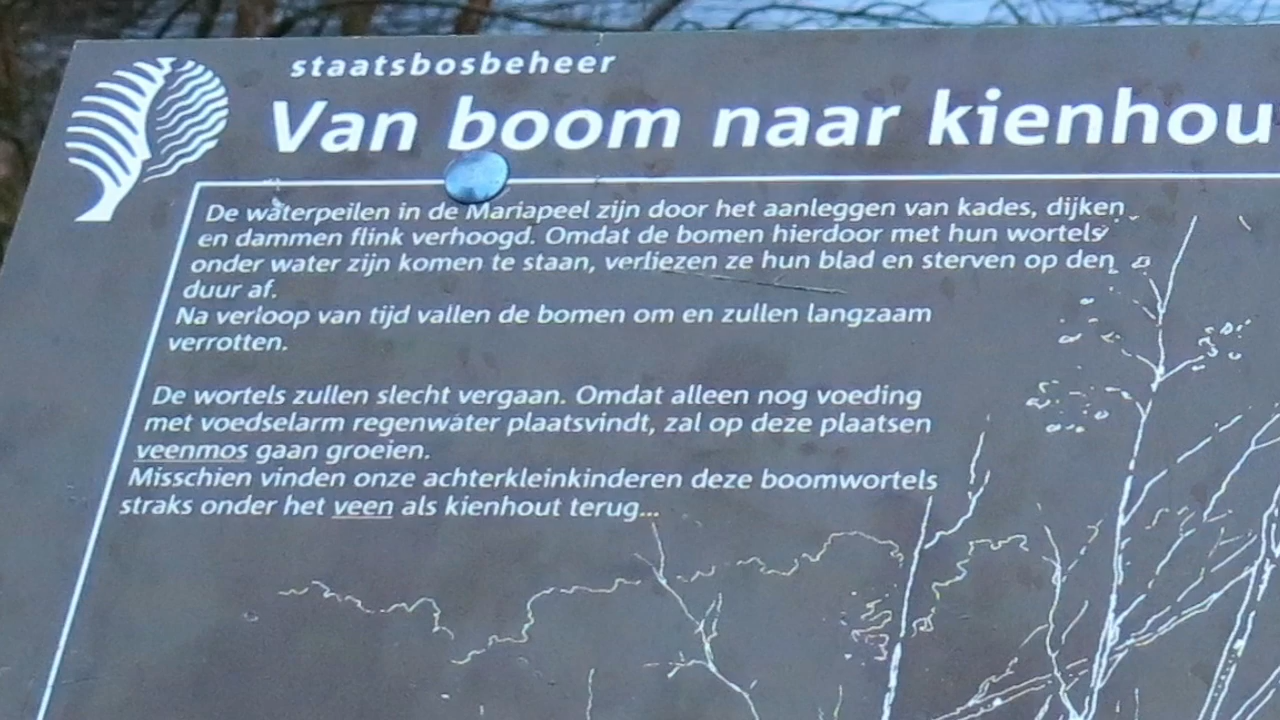 staatsbosbeheer
Van boom naar kienhou
De waterpeilen in de Mariapeel zijn door het aanleggen van kades, dijken
en dammen flink verhoogd. Omdat de bomen hierdoor met hun wortels
onder water zijn komen te staan, verliezen ze hun blad en sterven op den
duur af.
Na verloop van tijd vallen de bomen om en zullen langzaam
verrotten.
De wortels zullen slecht vergaan. Omdat alleen nog voeding
met voedselarm regenwater plaatsvindt, zal op deze plaatsen
veenmos gaan groeien.
Misschien vinden onze achterkleinkinderen deze boomwortels
straks onder het veen als kienhout terug...